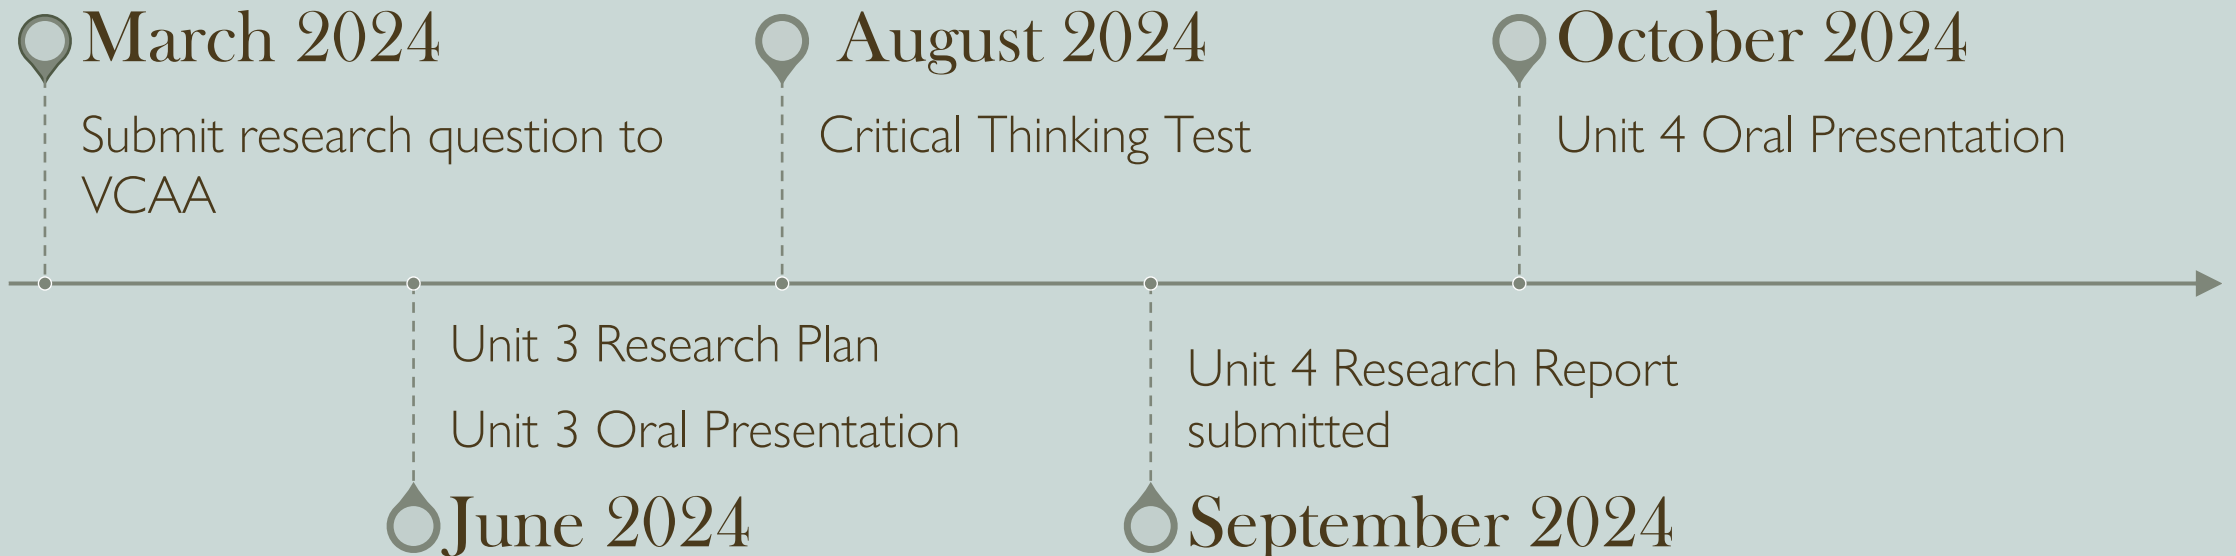 March 2024
Submit research question to
VCAA
Unit 3 Research Plan
Unit 3 Oral Presentation
June 2024
August 2024
Critical Thinking Test
Unit 4 Research Report
submitted
September 2024
October 2024
Unit 4 Oral Presentation